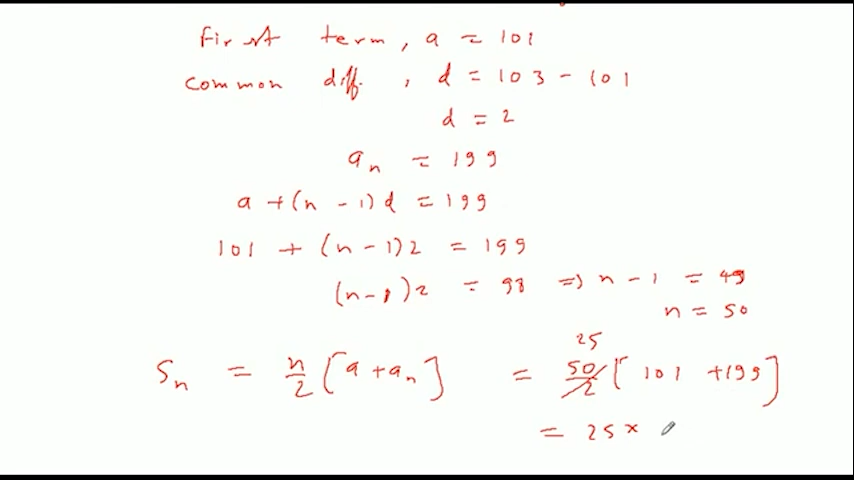 First term, a = 101
common diff. , d = 103 - 101
d = 2
aₙ = 199
a + (n - 1) d = 199
101 + (n - 1) 2 = 199
(n - 1) 2 = 98 => n - 1 = 49
n = 50
25
Sₙ = n/2 [a + aₙ] = 50/2 [101 + 199]
= 25 ×